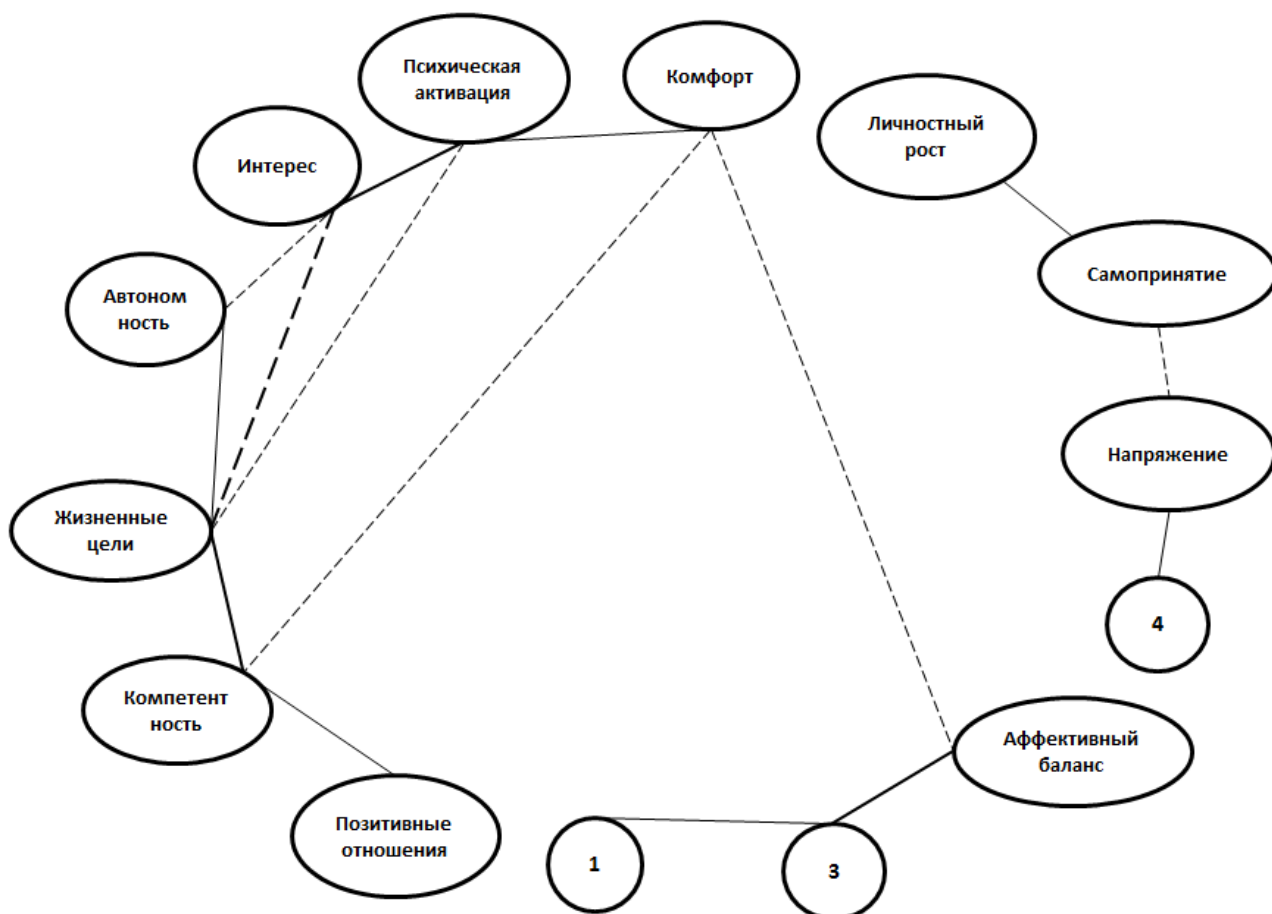 Психическая
активация
Комфорт
Личностный
рост
Интерес
Самопринятие
Автоном
ность
Напряжение
Жизненные
цели
4
Компетент
ность
Аффективный
баланс
Позитивные
отношения
1
3